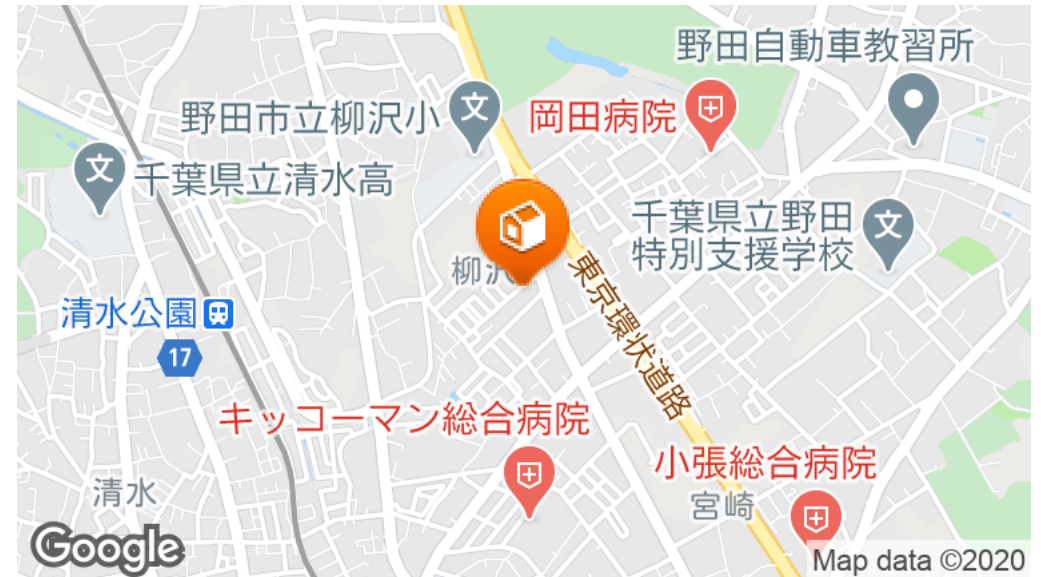 野田自動車教習所
野田市立柳沢小
岡田病院
千葉県立清水高
千葉県立野田
特別支援学校
柳沢
東京環状道路
清水公園
17
キッコーマン総合病院
小張総合病院
清水
宮崎
Google
Map data ©2020